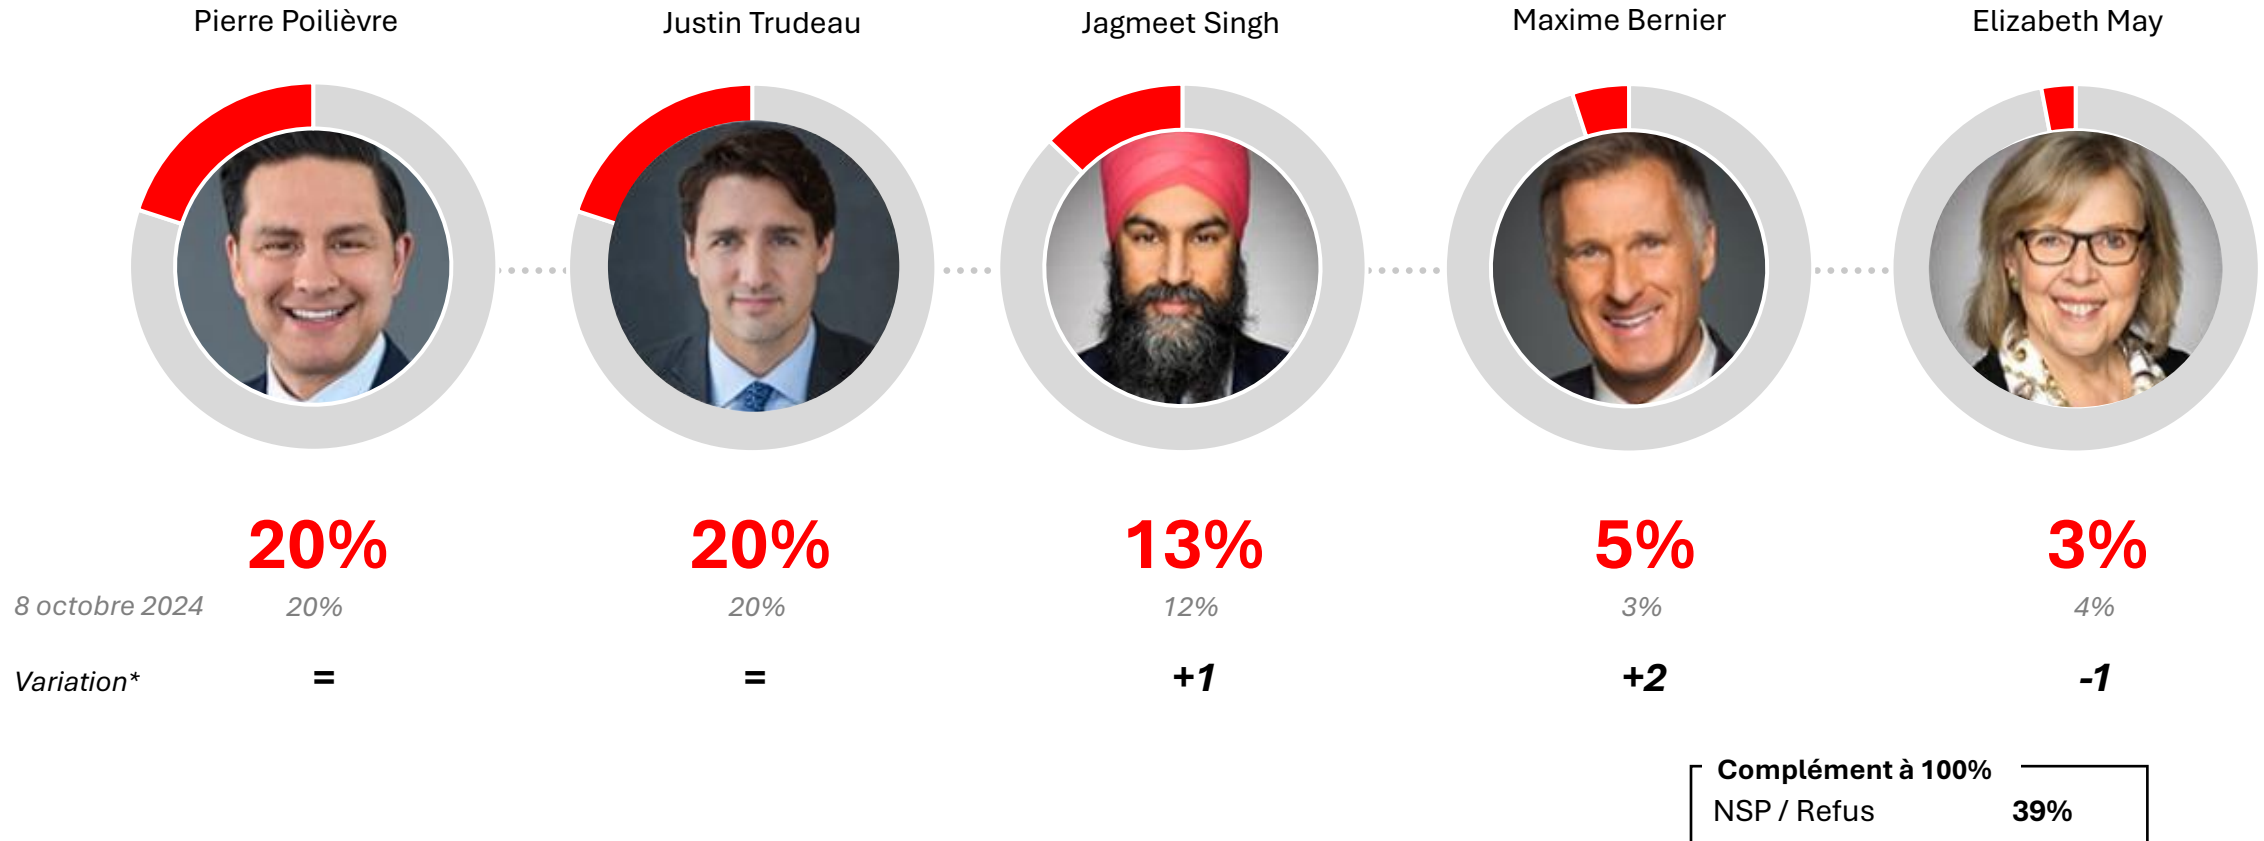 Pierre Poilièvre Justin Trudeau Jagmeet Singh Maxime Bernier Elizabeth May
20% 20% 13% 5% 3%
8 octobre 2024 20% 20% 12% 3% 4%
Variation* = = +1 +2 -1
Complément à 100%
NSP / Refus 39%